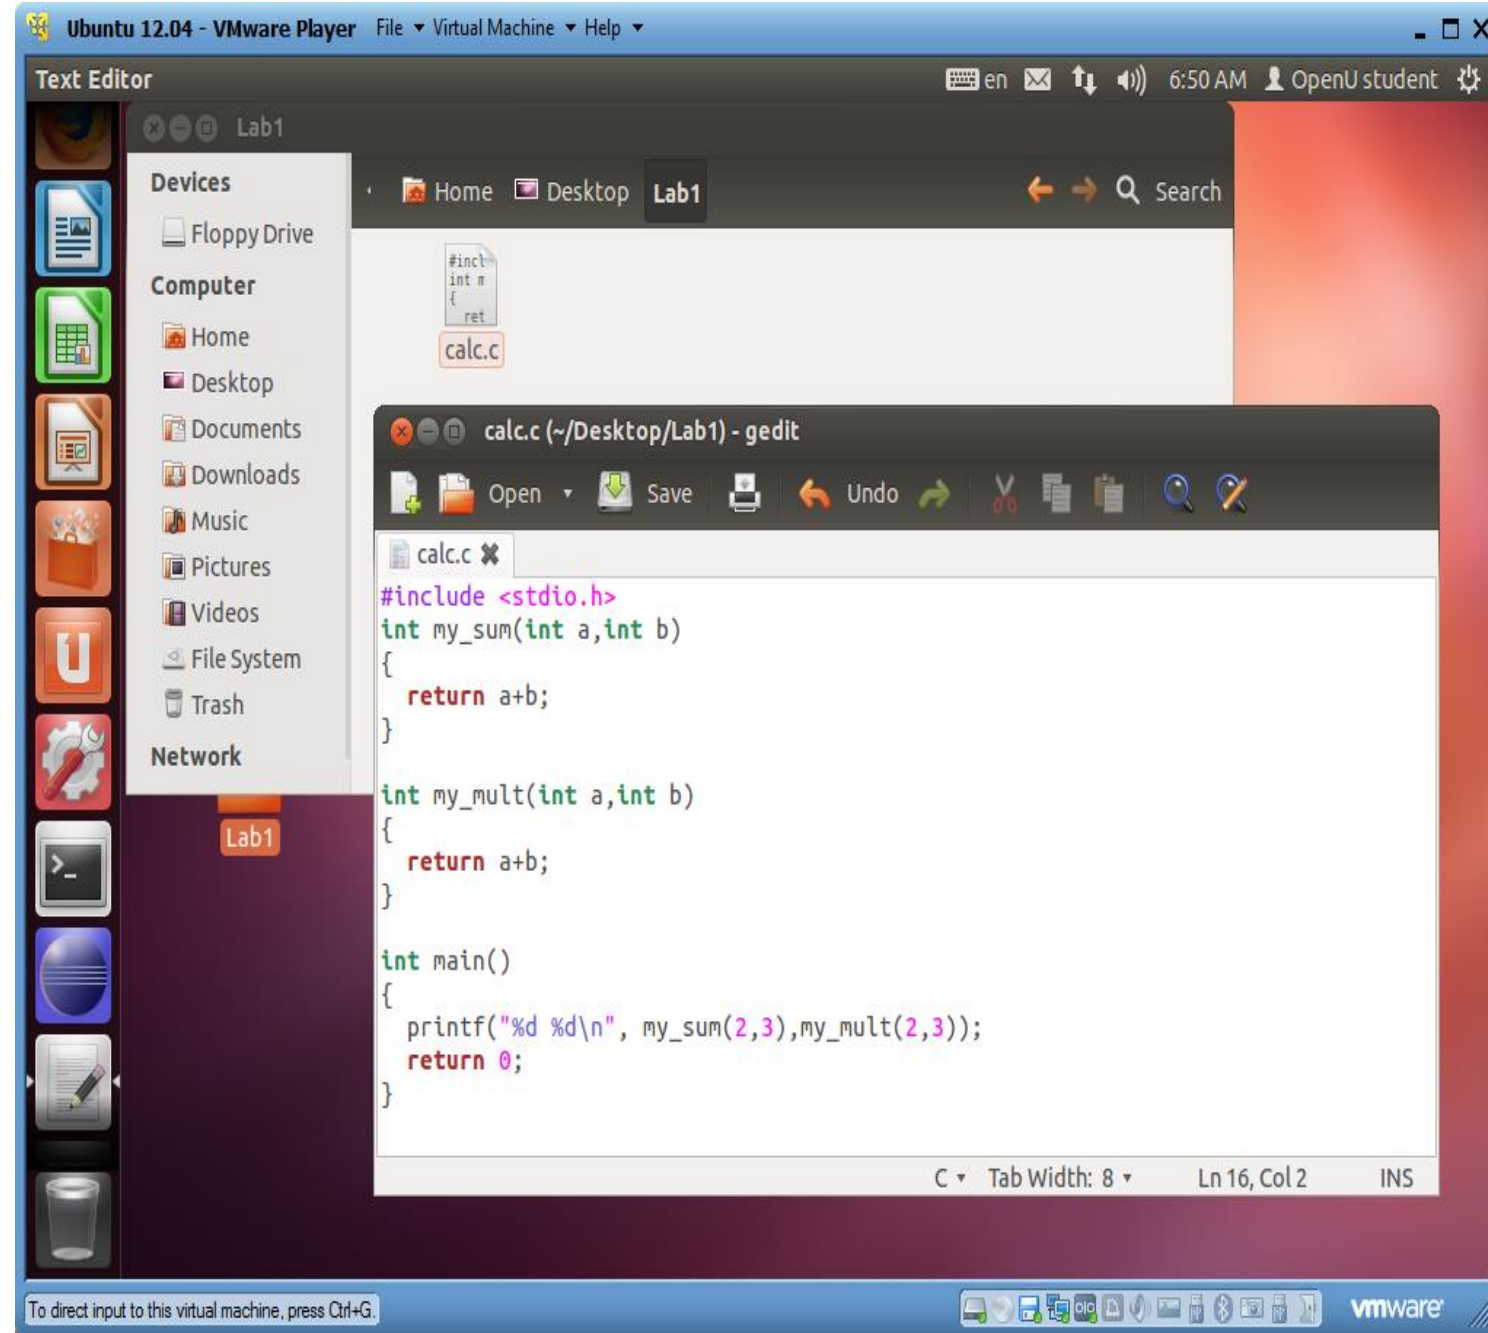 Ubuntu 12.04 - VMware Player File Virtual Machine Help
Text Editor en 6:50 AM OpenU student
Lab1
Devices
Floppy Drive
Computer
Home
Desktop
Documents
Downloads
Music
Pictures
Videos
File System
Trash
Network
Home Desktop Lab1 Search
#incl
int m
{
ret
calc.c
Lab1
calc.c (~/Desktop/Lab1) - gedit
Open Save Undo
calc.c
#include <stdio.h>
int my_sum(int a,int b)
{
  return a+b;
}
int my_mult(int a,int b)
{
  return a+b;
}
int main()
{
  printf("%d %d\n", my_sum(2,3),my_mult(2,3));
  return 0;
}
C Tab Width: 8 Ln 16, Col 2 INS
To direct input to this virtual machine, press Ctrl+G.
vmware